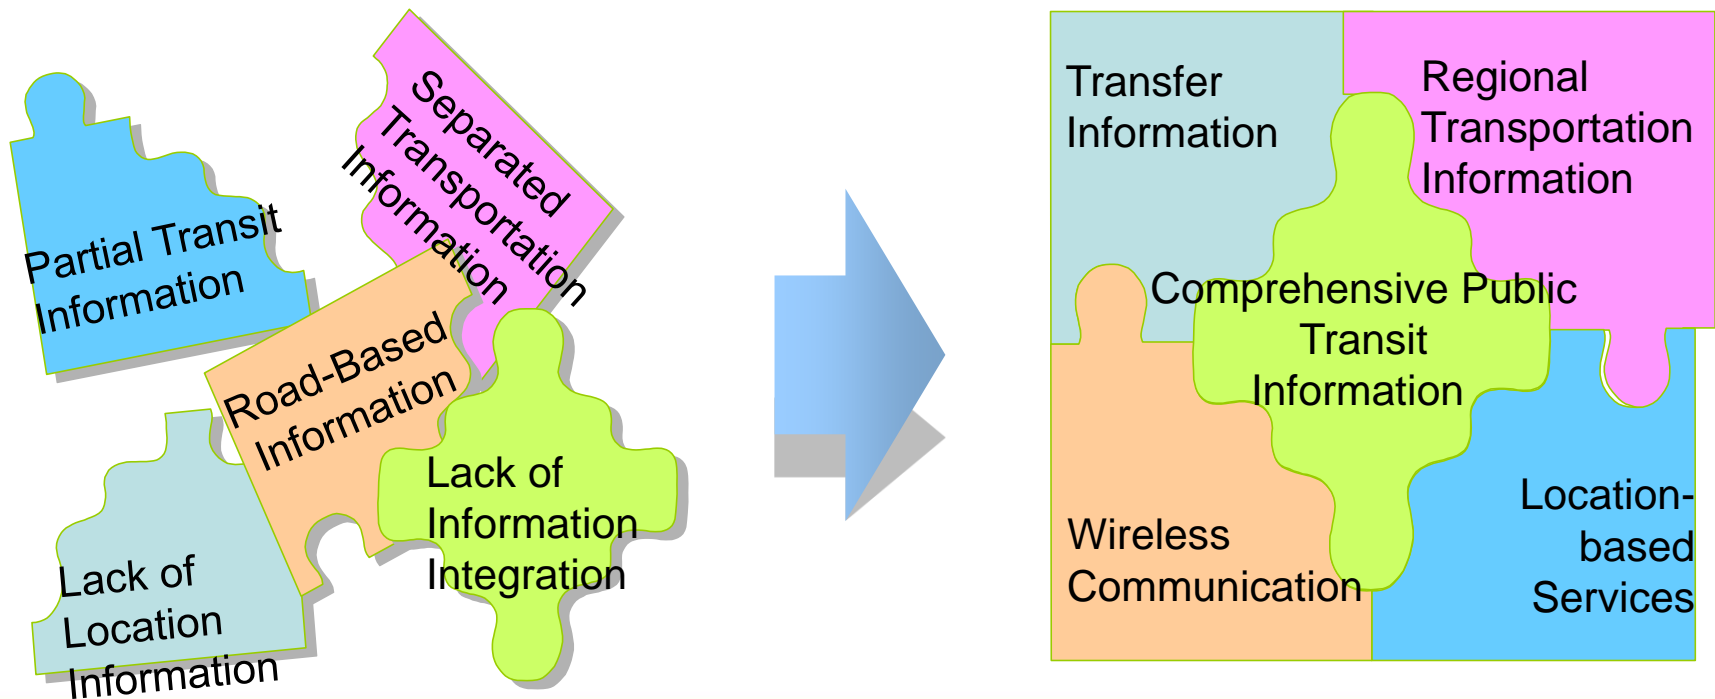 Separated
Transportation
Information
Partial Transit
Information
Road-Based
Information
Lack of
Information
Integration
Lack of
Location
Information
Transfer
Information
Regional
Transportation
Information
Comprehensive Public
Transit
Information
Wireless
Communication
Location-
based
Services